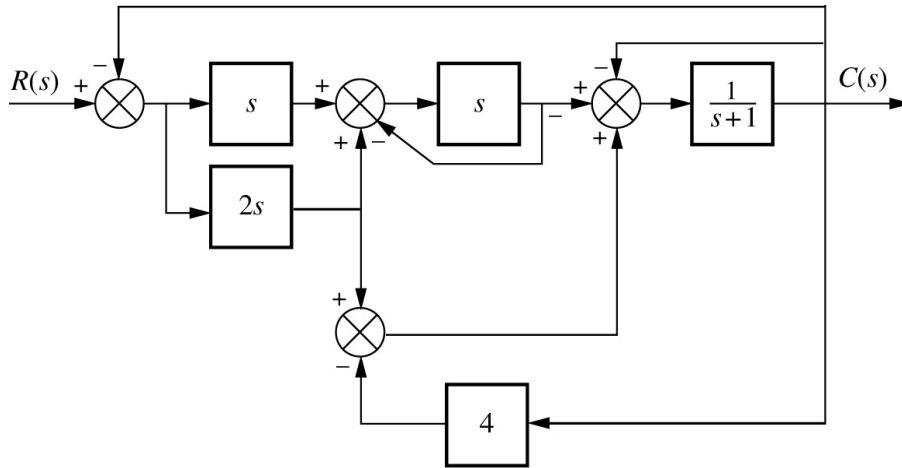 −
R(s) + − C(s)
s + s + 1/(s+1)
−
+ − +
2s
+
−
4